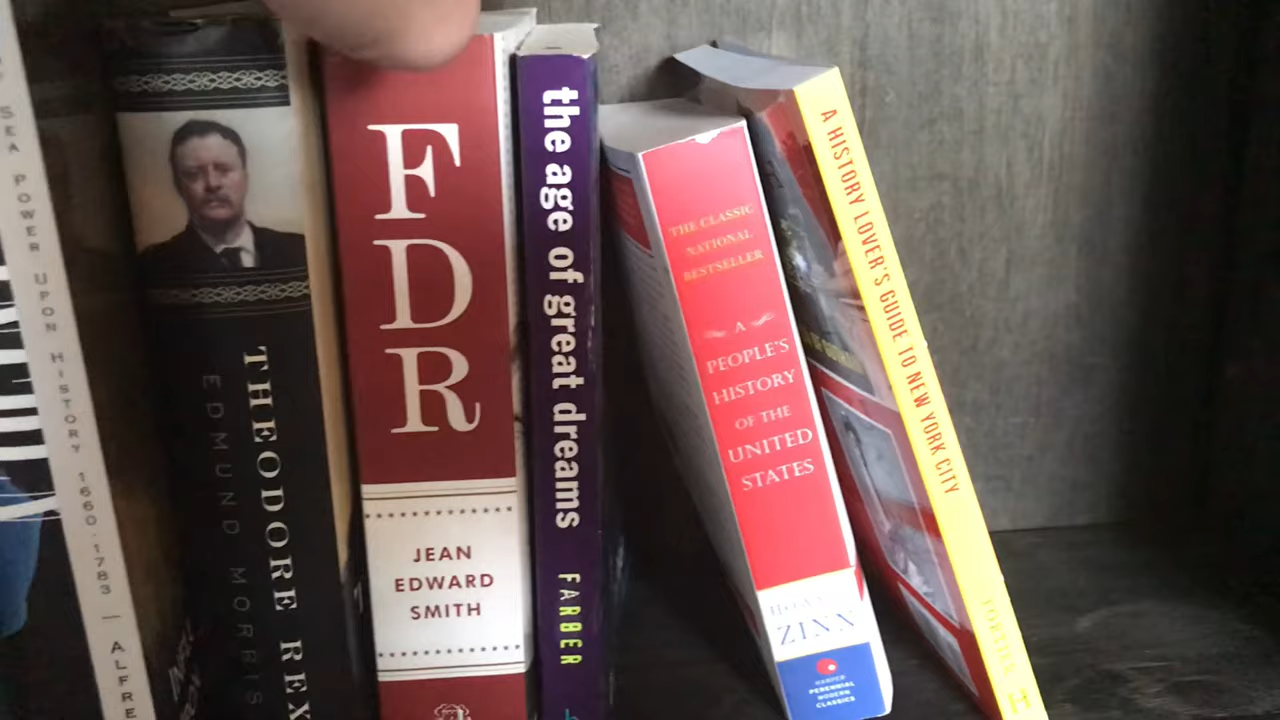 SEA POWER UPON HISTORY 1660-1783 — ALFRE
THEODORE REX
EDMUND MORRIS
FDR
JEAN
EDWARD
SMITH
the age of great dreams FARBER
THE CLASSIC
NATIONAL
BESTSELLER
A
PEOPLE'S
HISTORY
OF THE
UNITED
STATES
ZINN
HARPER
PERENNIAL
MODERN
CLASSICS
A HISTORY LOVER'S GUIDE TO NEW YORK CITY